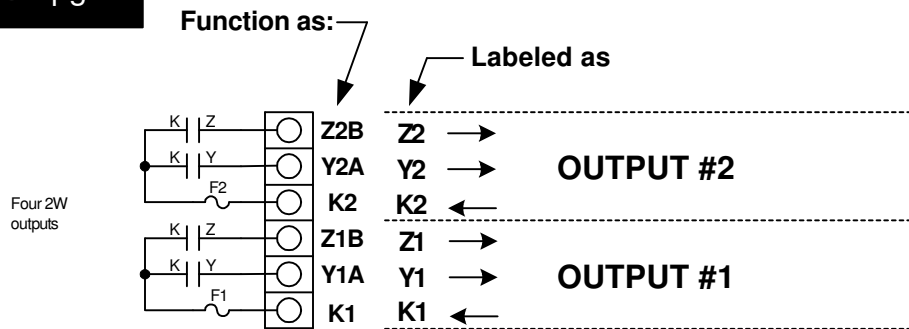 Function as:
Labeled as
K Z Z2B Z2
K Y Y2A Y2 OUTPUT #2
F2 K2 K2
Four 2W
outputs
K Z Z1B Z1
K Y Y1A Y1 OUTPUT #1
F1 K1 K1